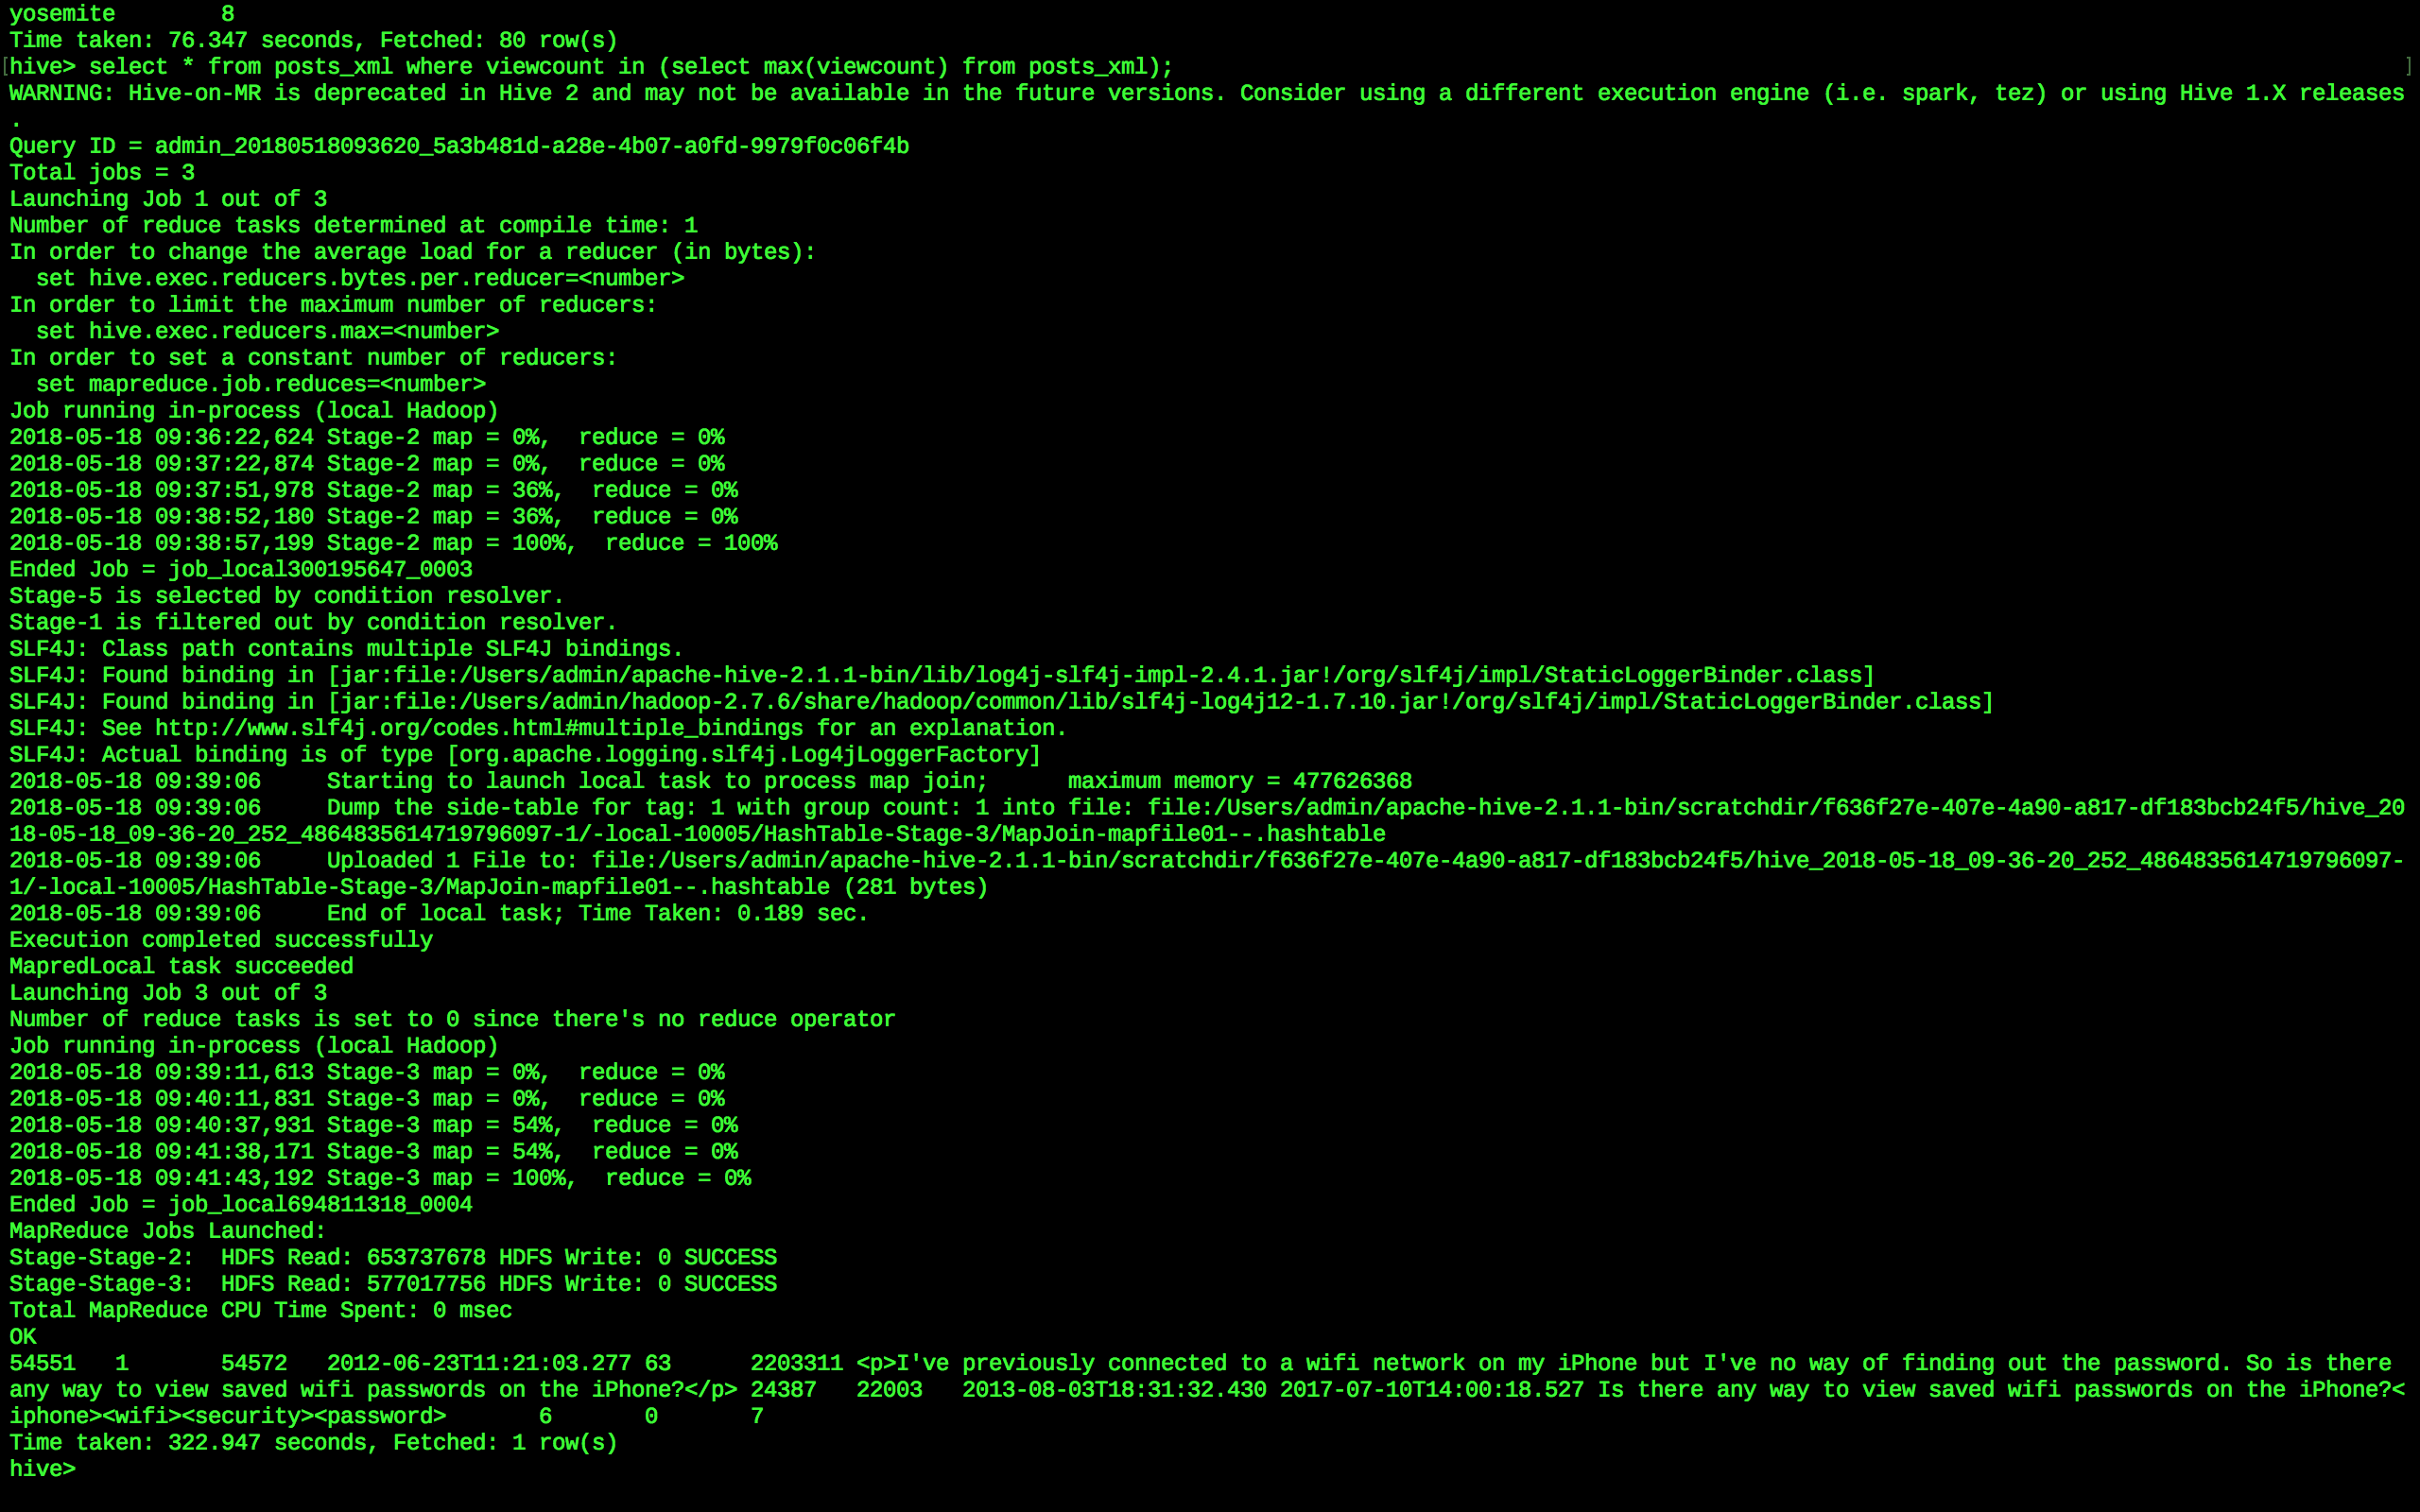 yosemite        8
Time taken: 76.347 seconds, Fetched: 80 row(s)
[hive> select * from posts_xml where viewcount in (select max(viewcount) from posts_xml); ]
WARNING: Hive-on-MR is deprecated in Hive 2 and may not be available in the future versions. Consider using a different execution engine (i.e. spark, tez) or using Hive 1.X releases
.
Query ID = admin_20180518093620_5a3b481d-a28e-4b07-a0fd-9979f0c06f4b
Total jobs = 3
Launching Job 1 out of 3
Number of reduce tasks determined at compile time: 1
In order to change the average load for a reducer (in bytes):
  set hive.exec.reducers.bytes.per.reducer=<number>
In order to limit the maximum number of reducers:
  set hive.exec.reducers.max=<number>
In order to set a constant number of reducers:
  set mapreduce.job.reduces=<number>
Job running in-process (local Hadoop)
2018-05-18 09:36:22,624 Stage-2 map = 0%,  reduce = 0%
2018-05-18 09:37:22,874 Stage-2 map = 0%,  reduce = 0%
2018-05-18 09:37:51,978 Stage-2 map = 36%,  reduce = 0%
2018-05-18 09:38:52,180 Stage-2 map = 36%,  reduce = 0%
2018-05-18 09:38:57,199 Stage-2 map = 100%,  reduce = 100%
Ended Job = job_local300195647_0003
Stage-5 is selected by condition resolver.
Stage-1 is filtered out by condition resolver.
SLF4J: Class path contains multiple SLF4J bindings.
SLF4J: Found binding in [jar:file:/Users/admin/apache-hive-2.1.1-bin/lib/log4j-slf4j-impl-2.4.1.jar!/org/slf4j/impl/StaticLoggerBinder.class]
SLF4J: Found binding in [jar:file:/Users/admin/hadoop-2.7.6/share/hadoop/common/lib/slf4j-log4j12-1.7.10.jar!/org/slf4j/impl/StaticLoggerBinder.class]
SLF4J: See http://www.slf4j.org/codes.html#multiple_bindings for an explanation.
SLF4J: Actual binding is of type [org.apache.logging.slf4j.Log4jLoggerFactory]
2018-05-18 09:39:06     Starting to launch local task to process map join;      maximum memory = 477626368
2018-05-18 09:39:06     Dump the side-table for tag: 1 with group count: 1 into file: file:/Users/admin/apache-hive-2.1.1-bin/scratchdir/f636f27e-407e-4a90-a817-df183bcb24f5/hive_20
18-05-18_09-36-20_252_4864835614719796097-1/-local-10005/HashTable-Stage-3/MapJoin-mapfile01--.hashtable
2018-05-18 09:39:06     Uploaded 1 File to: file:/Users/admin/apache-hive-2.1.1-bin/scratchdir/f636f27e-407e-4a90-a817-df183bcb24f5/hive_2018-05-18_09-36-20_252_4864835614719796097-
1/-local-10005/HashTable-Stage-3/MapJoin-mapfile01--.hashtable (281 bytes)
2018-05-18 09:39:06     End of local task; Time Taken: 0.189 sec.
Execution completed successfully
MapredLocal task succeeded
Launching Job 3 out of 3
Number of reduce tasks is set to 0 since there's no reduce operator
Job running in-process (local Hadoop)
2018-05-18 09:39:11,613 Stage-3 map = 0%,  reduce = 0%
2018-05-18 09:40:11,831 Stage-3 map = 0%,  reduce = 0%
2018-05-18 09:40:37,931 Stage-3 map = 54%,  reduce = 0%
2018-05-18 09:41:38,171 Stage-3 map = 54%,  reduce = 0%
2018-05-18 09:41:43,192 Stage-3 map = 100%,  reduce = 0%
Ended Job = job_local694811318_0004
MapReduce Jobs Launched:
Stage-Stage-2:  HDFS Read: 653737678 HDFS Write: 0 SUCCESS
Stage-Stage-3:  HDFS Read: 577017756 HDFS Write: 0 SUCCESS
Total MapReduce CPU Time Spent: 0 msec
OK
54551   1       54572   2012-06-23T11:21:03.277 63      2203311 <p>I've previously connected to a wifi network on my iPhone but I've no way of finding out the password. So is there
any way to view saved wifi passwords on the iPhone?</p> 24387   22003   2013-08-03T18:31:32.430 2017-07-10T14:00:18.527 Is there any way to view saved wifi passwords on the iPhone?<
iphone><wifi><security><password>       6       0       7
Time taken: 322.947 seconds, Fetched: 1 row(s)
hive>